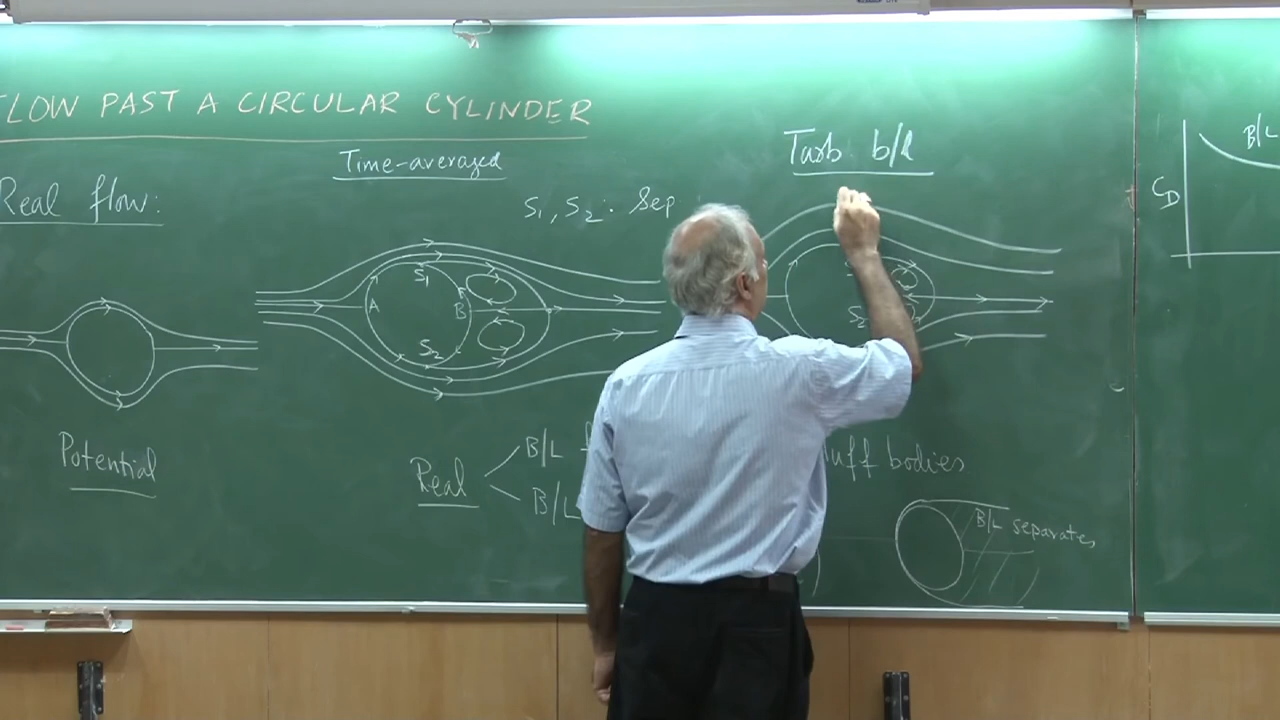 FLOW PAST A CIRCULAR CYLINDER
Time-averaged
Turb. b/l
Real flow:
S1, S2: Sep
B/L
CD
S1
A
B
S2
S2
Potential
Real
B/L
B/L
bodies
B/L separates